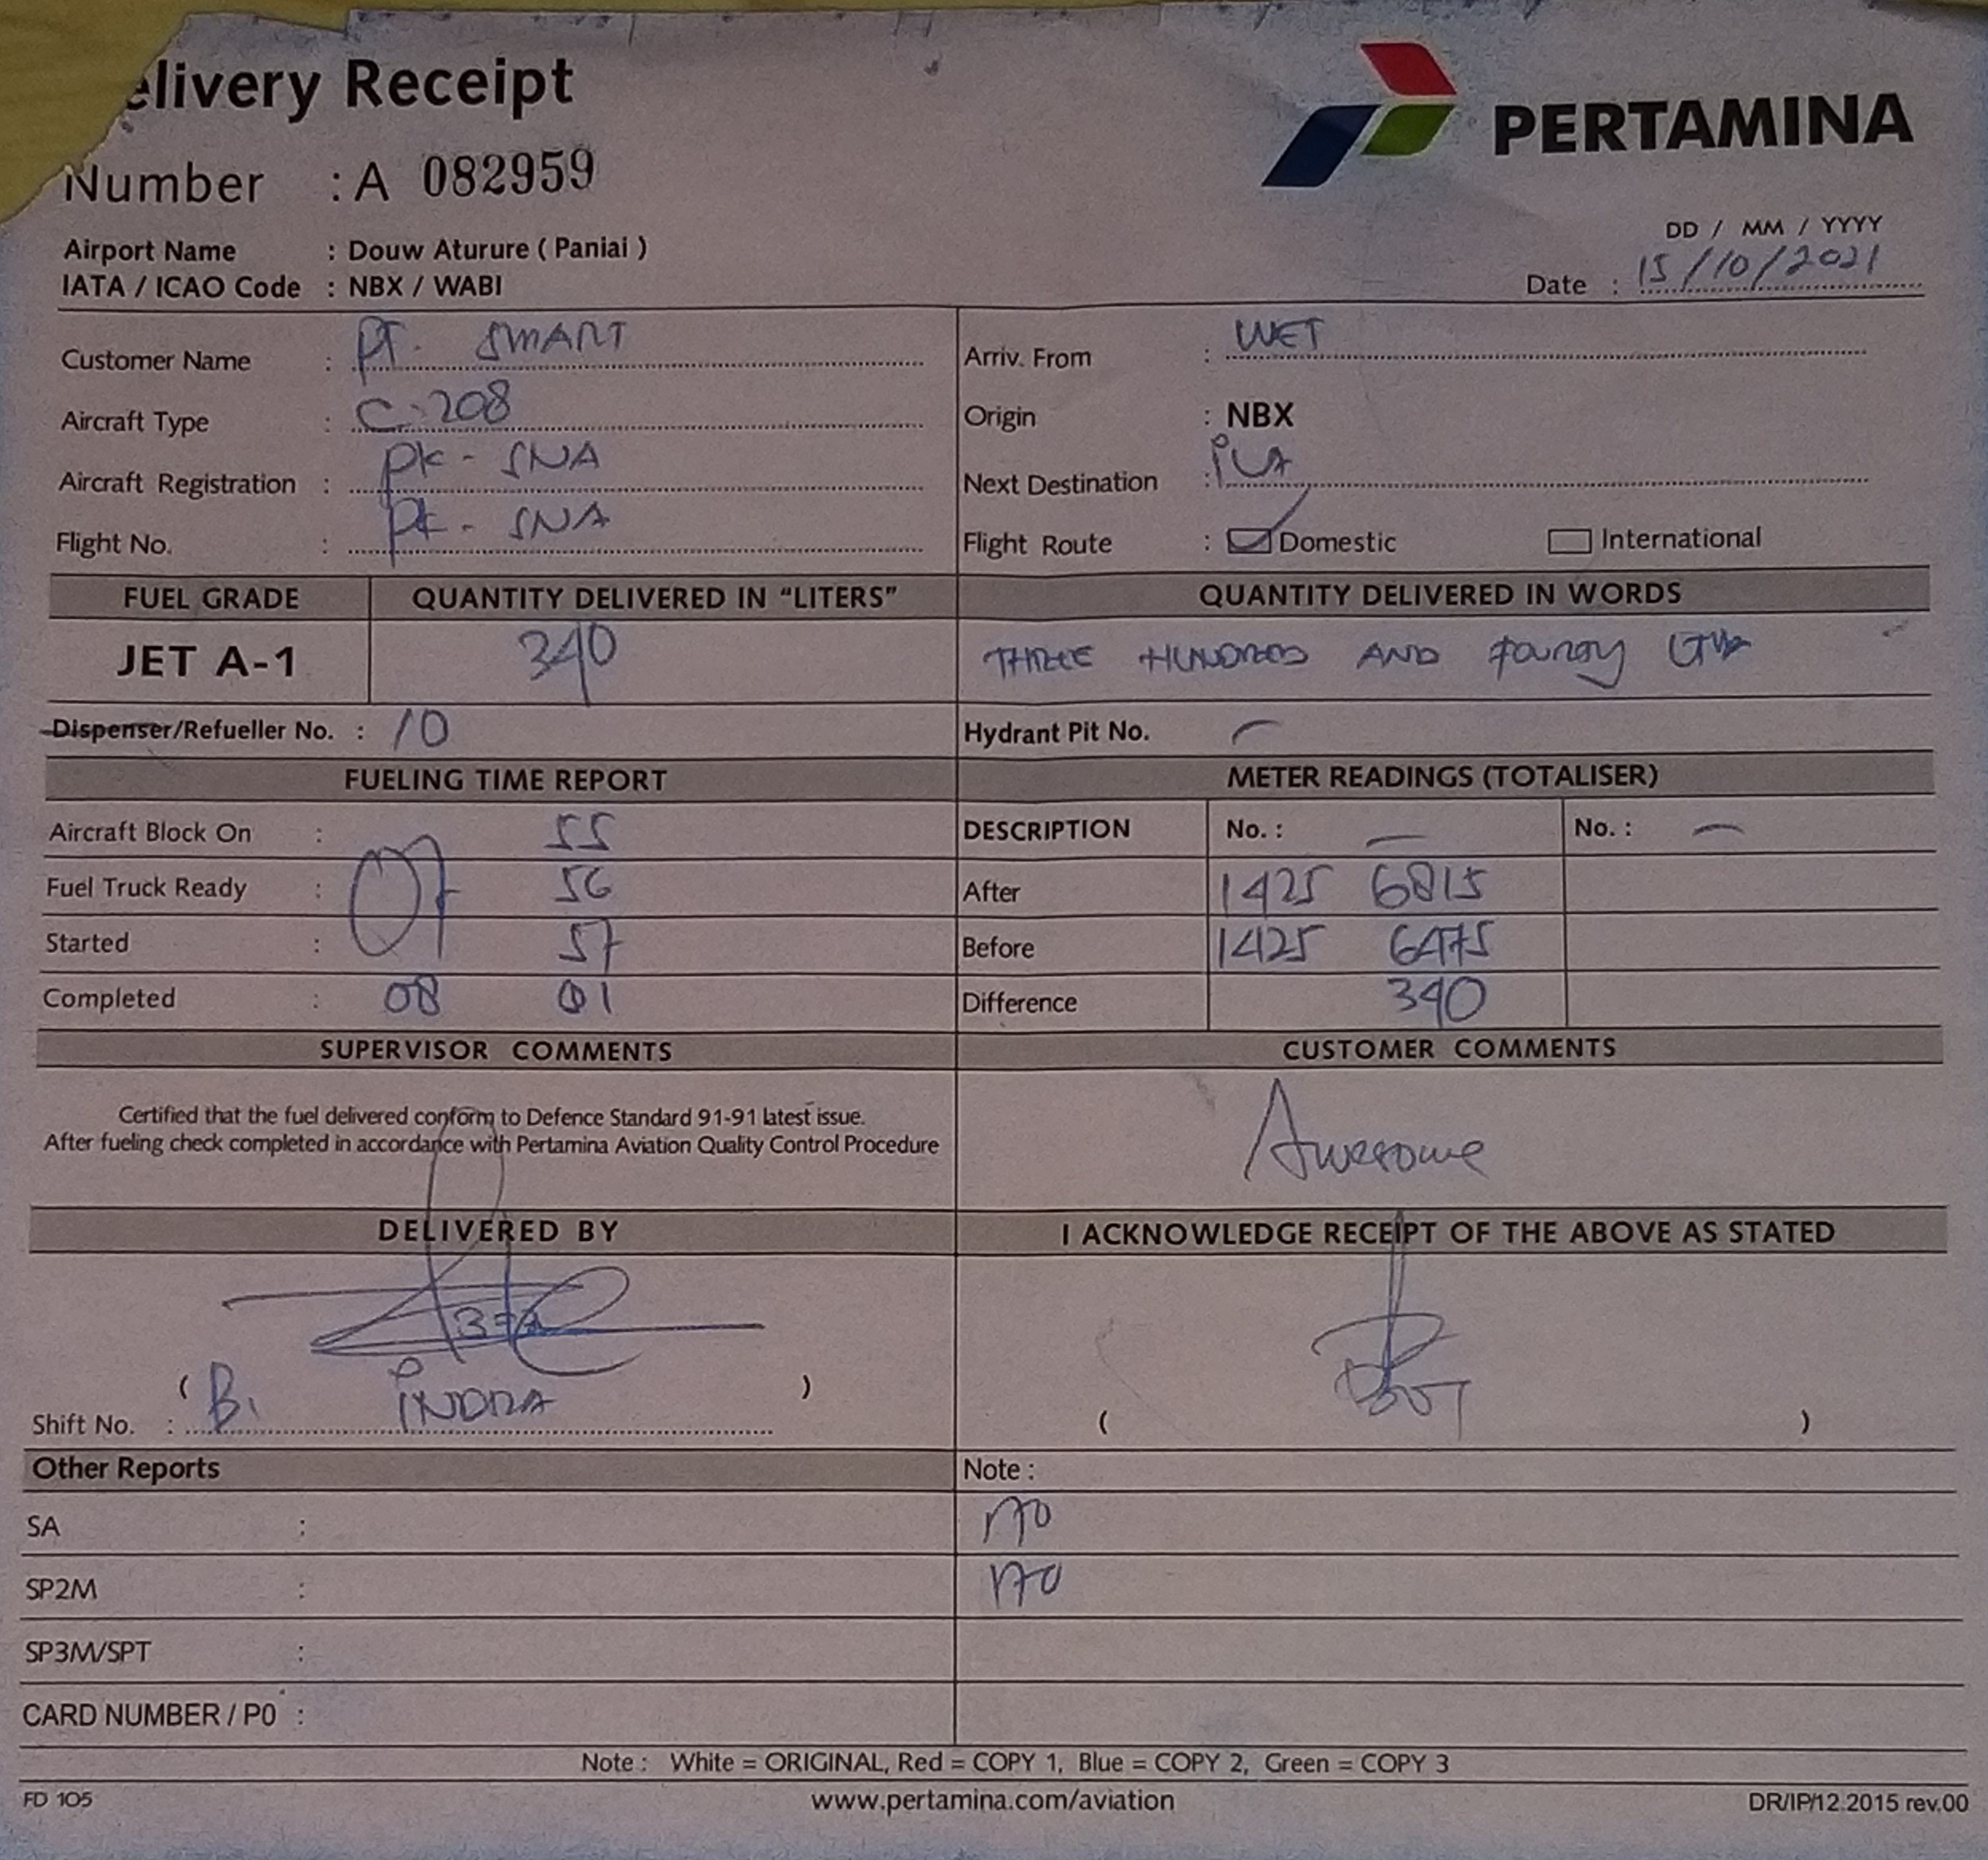 elivery Receipt
PERTAMINA
Number : A 082959
DD / MM / YYYY
Airport Name : Douw Aturure ( Paniai )
IATA / ICAO Code : NBX / WABI
Date : 15/10/2021
Customer Name : PT. SMART
Arriv. From : WET
Aircraft Type : C 208
Origin : NBX
Aircraft Registration : PK - SNA
Next Destination :
Flight No. : PK - SNA
Flight Route : Domestic International
FUEL GRADE QUANTITY DELIVERED IN “LITERS” QUANTITY DELIVERED IN WORDS
JET A-1 340 THREE HUNDRED AND
Dispenser/Refueller No. : 10 Hydrant Pit No. –
FUELING TIME REPORT METER READINGS (TOTALISER)
Aircraft Block On : 07 55
DESCRIPTION No. : – No. : –
Fuel Truck Ready : 56
After 1425 6815
Started : 57
Before 1425 6475
Completed : 08 01
Difference 340
SUPERVISOR COMMENTS CUSTOMER COMMENTS
Certified that the fuel delivered conform to Defence Standard 91-91 latest issue.
After fueling check completed in accordance with Pertamina Aviation Quality Control Procedure
Awesome
DELIVERED BY I ACKNOWLEDGE RECEIPT OF THE ABOVE AS STATED
( )
Shift No. : B. INDRA
( )
Other Reports Note :
SA :
SP2M :
SP3M/SPT :
CARD NUMBER / P0 :
Note : White = ORIGINAL, Red = COPY 1, Blue = COPY 2, Green = COPY 3
FD 105 www.pertamina.com/aviation DR/IP/12.2015 rev.00